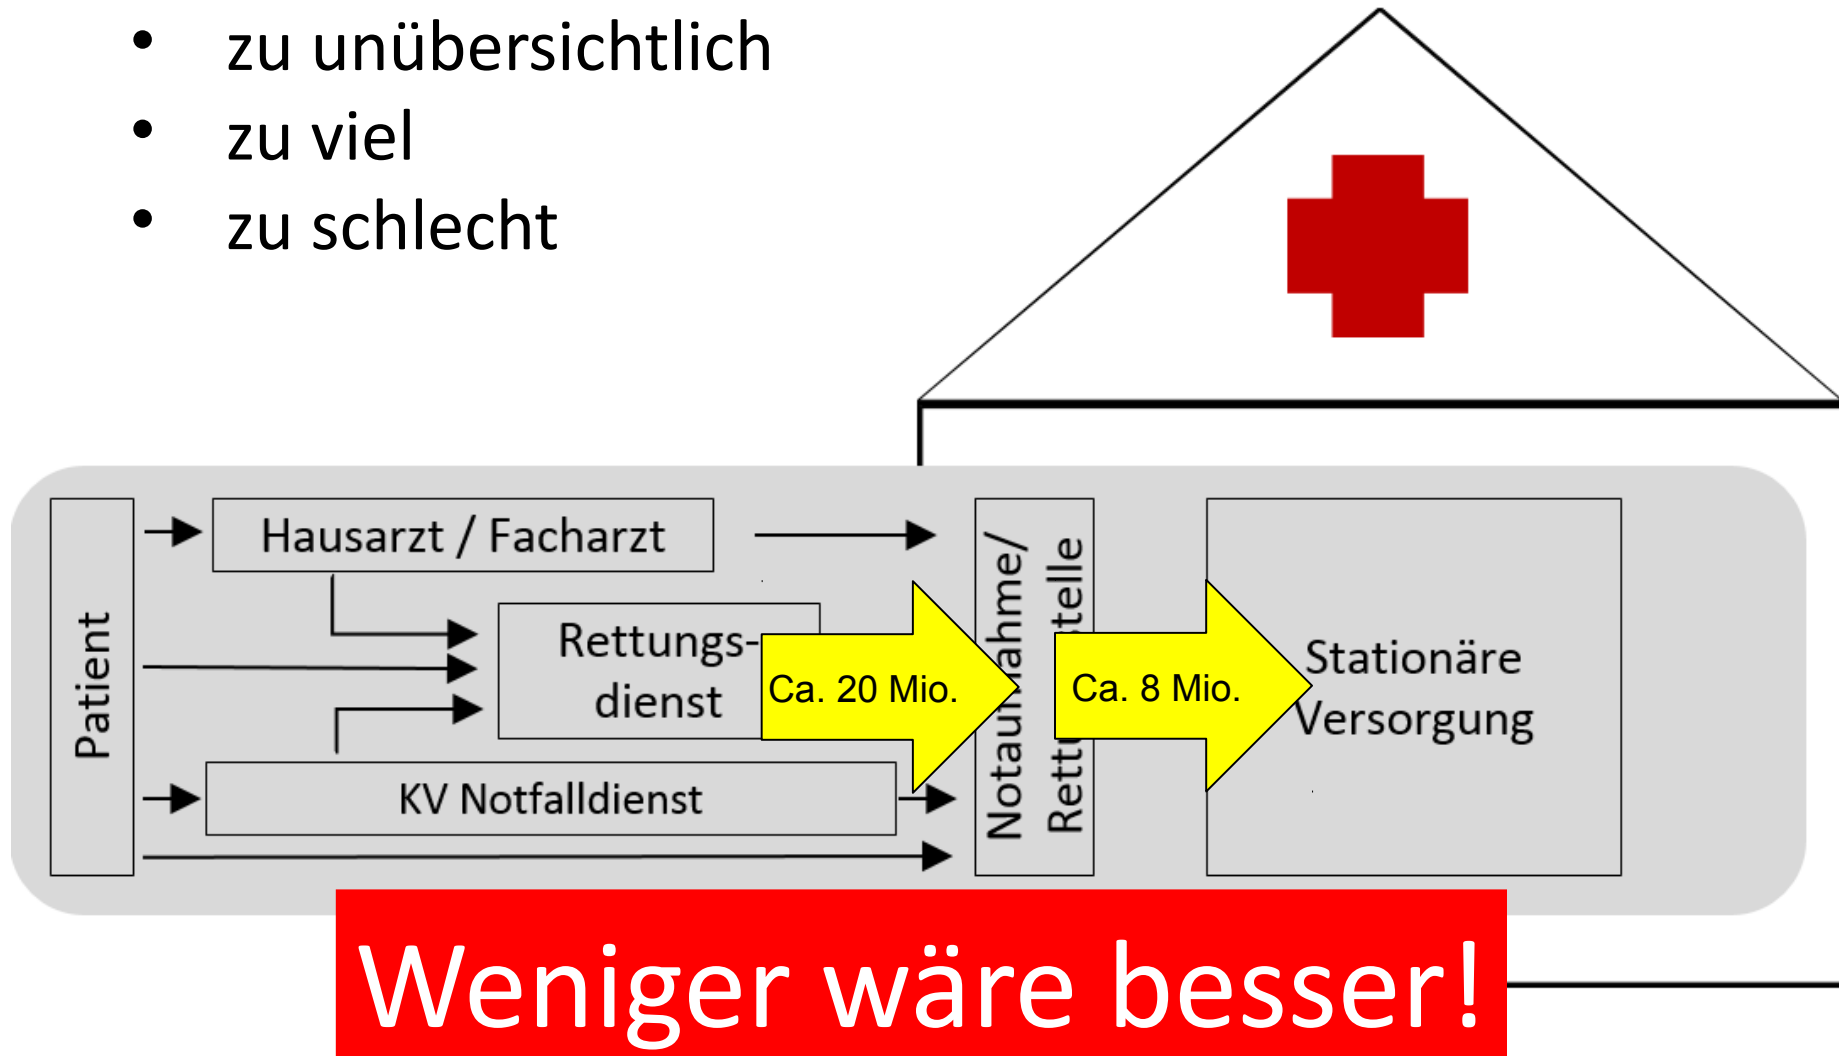 • zu unübersichtlich
• zu viel
• zu schlecht
Patient
Hausarzt / Facharzt
Rettungs-
dienst
KV Notfalldienst
Ca. 20 Mio.
Notaufnahme/
Ca. 8 Mio.
Stationäre
Versorgung
Weniger wäre besser!